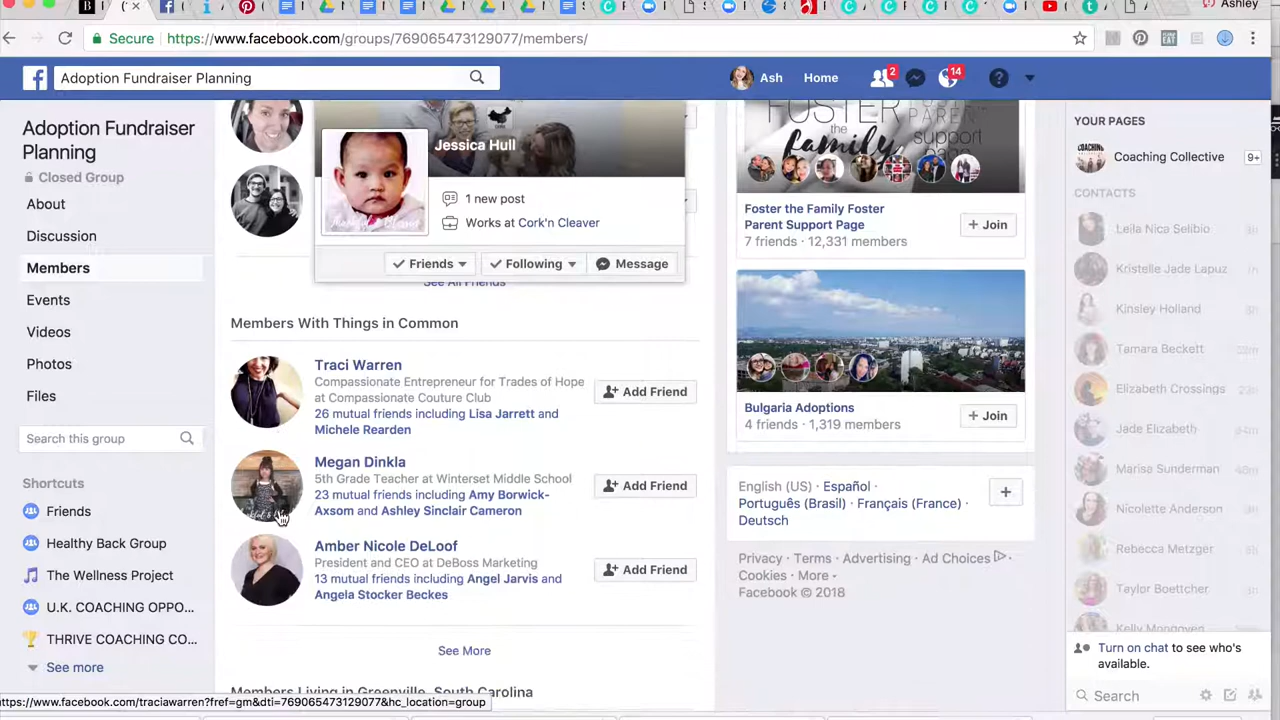 Ashley
Secure https://www.facebook.com/groups/769065473129077/members/
Adoption Fundraiser Planning
Ash Home 2 14
Adoption Fundraiser
Planning
Closed Group
About
Discussion
Members
Events
Videos
Photos
Files
Search this group
Shortcuts
Friends
Healthy Back Group
The Wellness Project
U.K. COACHING OPPO...
THRIVE COACHING CO...
See more
Jessica Hull
1 new post
Works at Cork'n Cleaver
Friends
Following
Message
See All Friends
Members With Things in Common
Traci Warren
Compassionate Entrepreneur for Trades of Hope
at Compassionate Couture Club
26 mutual friends including Lisa Jarrett and
Michele Rearden
Add Friend
Megan Dinkla
5th Grade Teacher at Winterset Middle School
23 mutual friends including Amy Borwick-
Axsom and Ashley Sinclair Cameron
Add Friend
Amber Nicole DeLoof
President and CEO at DeBoss Marketing
13 mutual friends including Angel Jarvis and
Angela Stocker Beckes
Add Friend
See More
Members Living in Greenville, South Carolina
FOSTER
the
family
PARENT
support
page
Foster the Family Foster
Parent Support Page
7 friends · 12,331 members
+ Join
Bulgaria Adoptions
4 friends · 1,319 members
+ Join
English (US) · Español ·
Português (Brasil) · Français (France) ·
Deutsch
+
Privacy · Terms · Advertising · Ad Choices ·
Cookies · More
Facebook © 2018
YOUR PAGES
Coaching Collective 9+
CONTACTS
Leila Nica Selibio
Kristelle Jade Lapuz
Kinsley Holland
Tamara Beckett
Elizabeth Crossings
Jade Elizabeth
Marisa Sunderman
Nicolette Anderson
Rebecca Metzger
Taylor Boettcher
Kelly Mongoven
Turn on chat to see who's
available.
Search
https://www.facebook.com/traciawarren?fref=gm&dti=769065473129077&hc_location=group